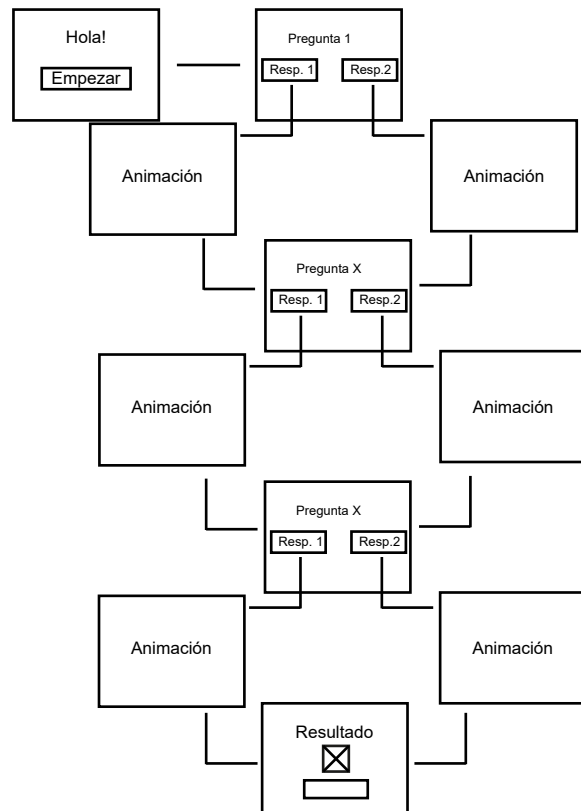 Hola!
Empezar
Pregunta 1
Resp. 1
Resp.2
Animación
Animación
Pregunta X
Resp. 1
Resp.2
Animación
Animación
Pregunta X
Resp. 1
Resp.2
Animación
Animación
Resultado